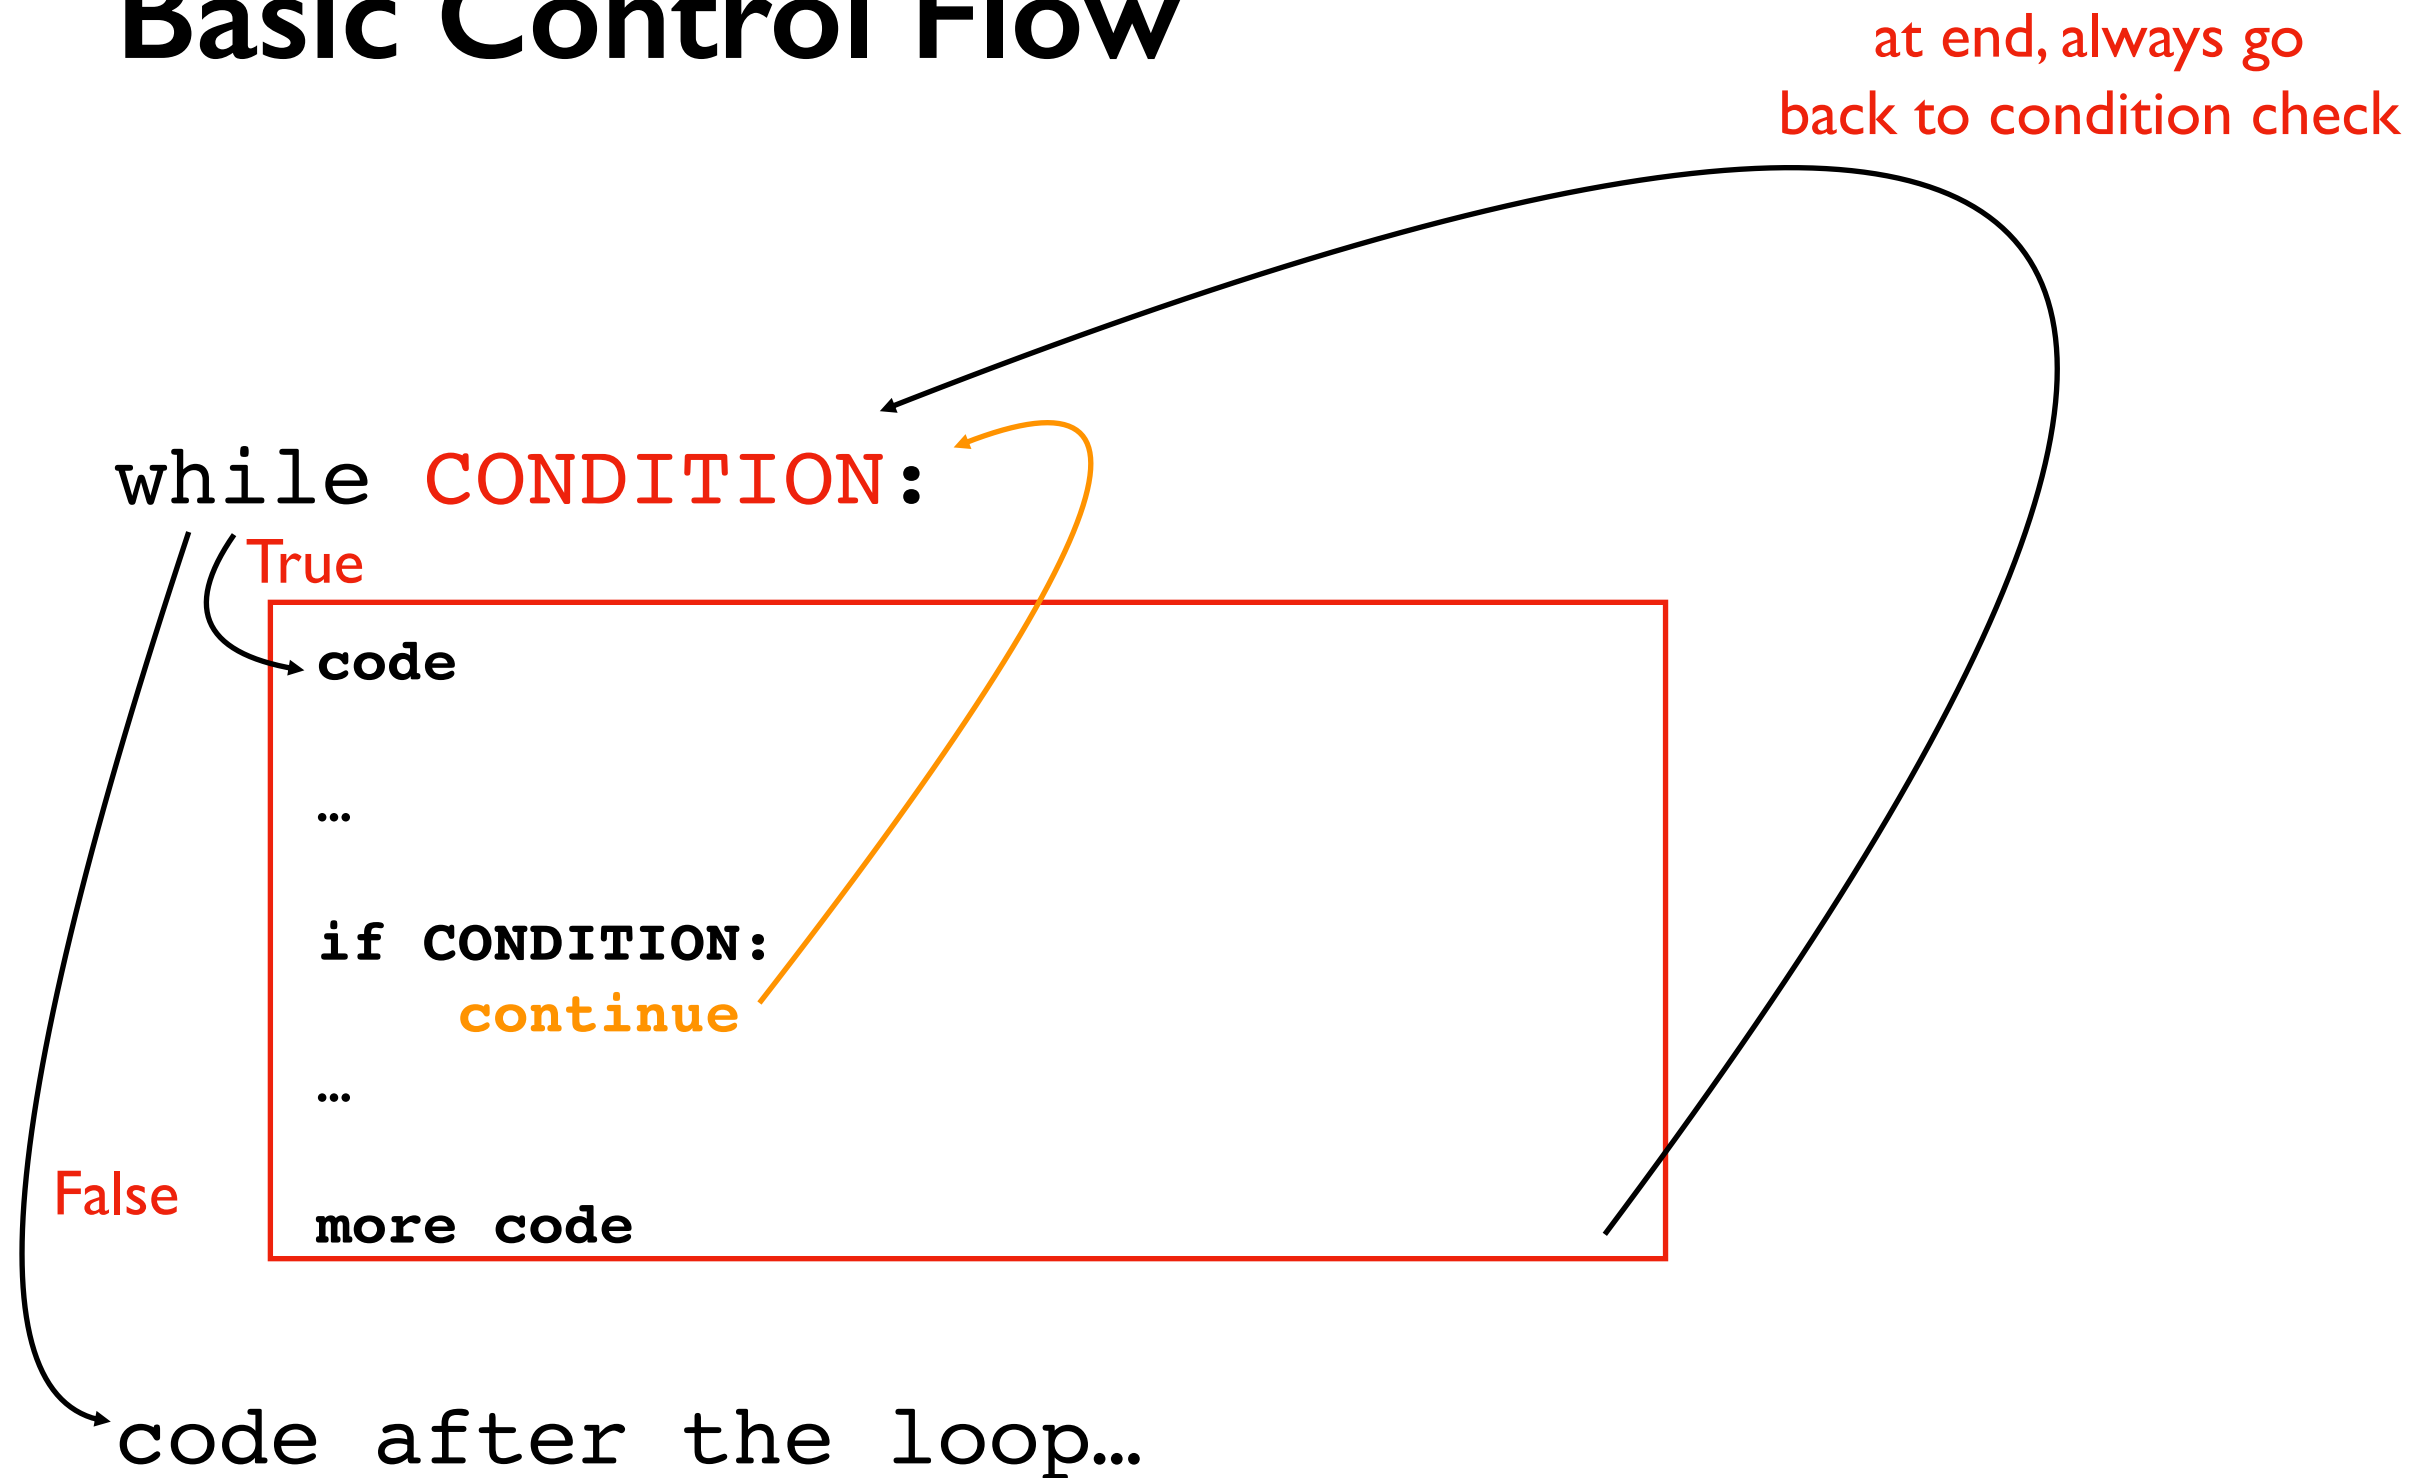 Basic Control Flow
at end, always go
back to condition check
while CONDITION:
True
code
…
if CONDITION:
continue
…
False
more code
code after the loop…